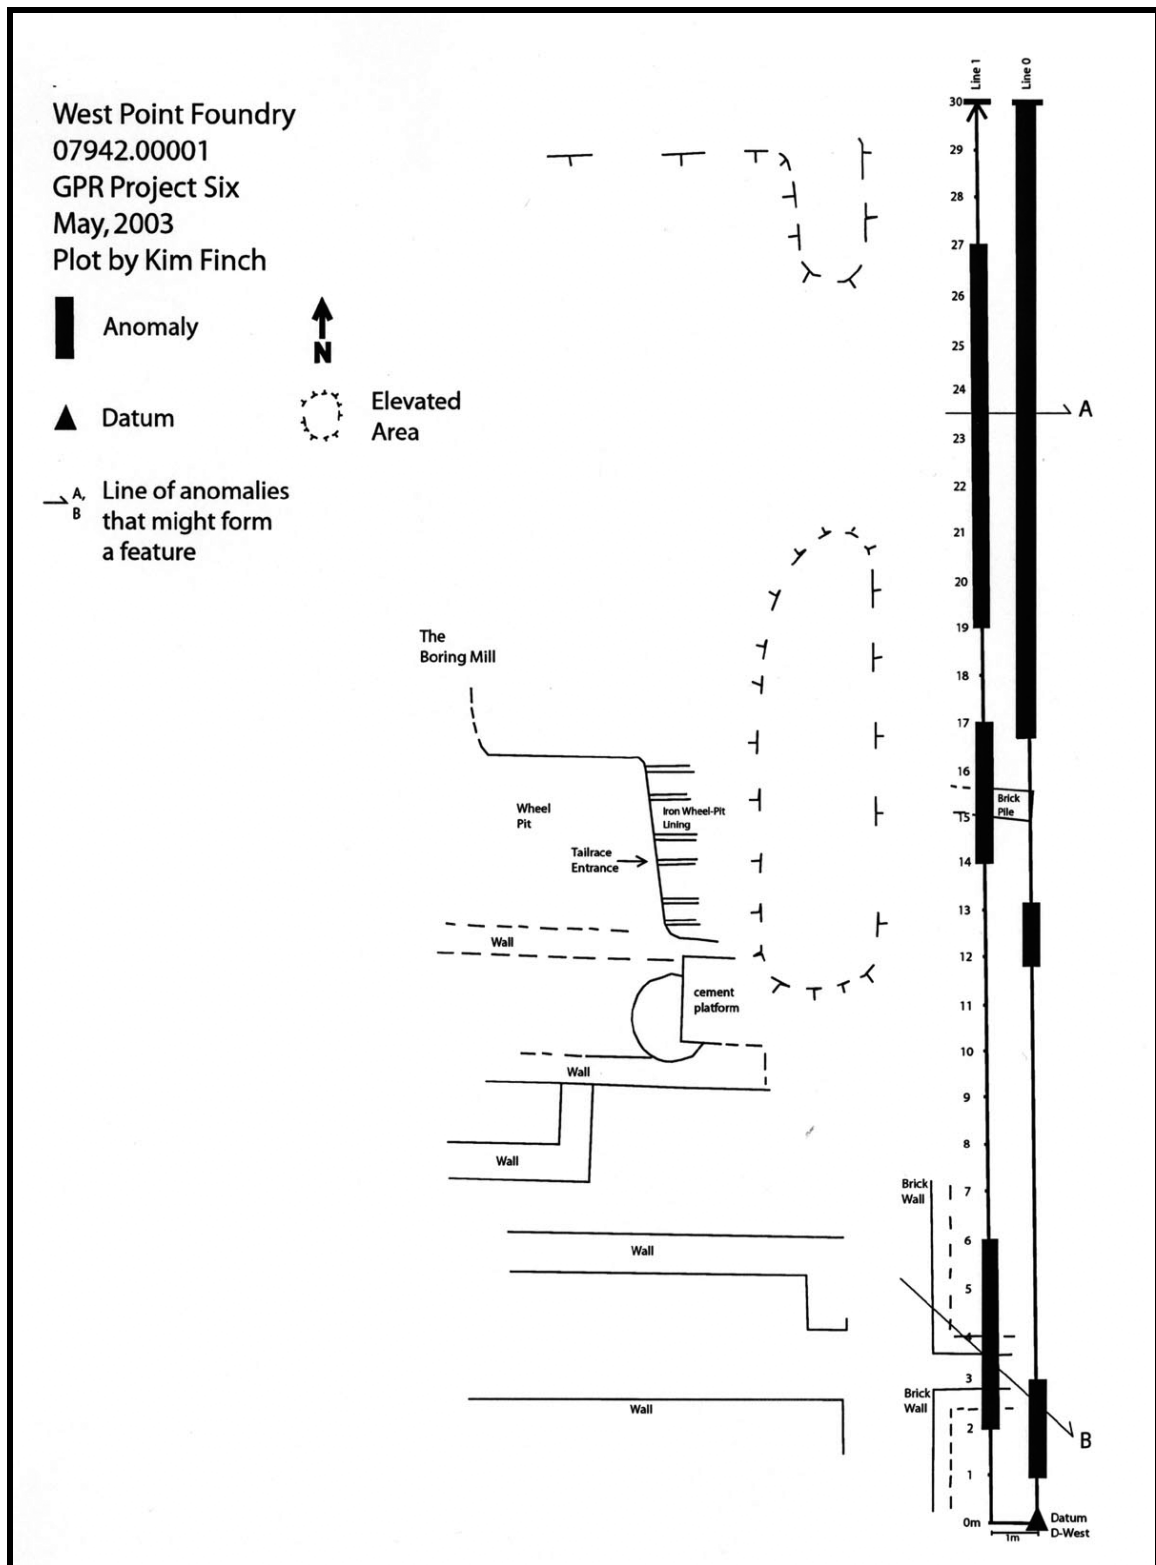 West Point Foundry
07942.00001
GPR Project Six
May, 2003
Plot by Kim Finch
Anomaly
N
Datum
Elevated
Area
A,
B
Line of anomalies
that might form
a feature
Line 1
Line 0
30
29
28
27
26
25
24
A
23
22
21
20
19
18
17
16
15
14
13
12
11
10
9
8
7
6
5
4
3
2
1
0m
1m
Brick
Pile
The
Boring Mill
Wheel
Pit
Iron Wheel-Pit
Lining
Tailrace
Entrance
Wall
cement
platform
Wall
Wall
Brick
Wall
Wall
Brick
Wall
Wall
B
Datum
D-West